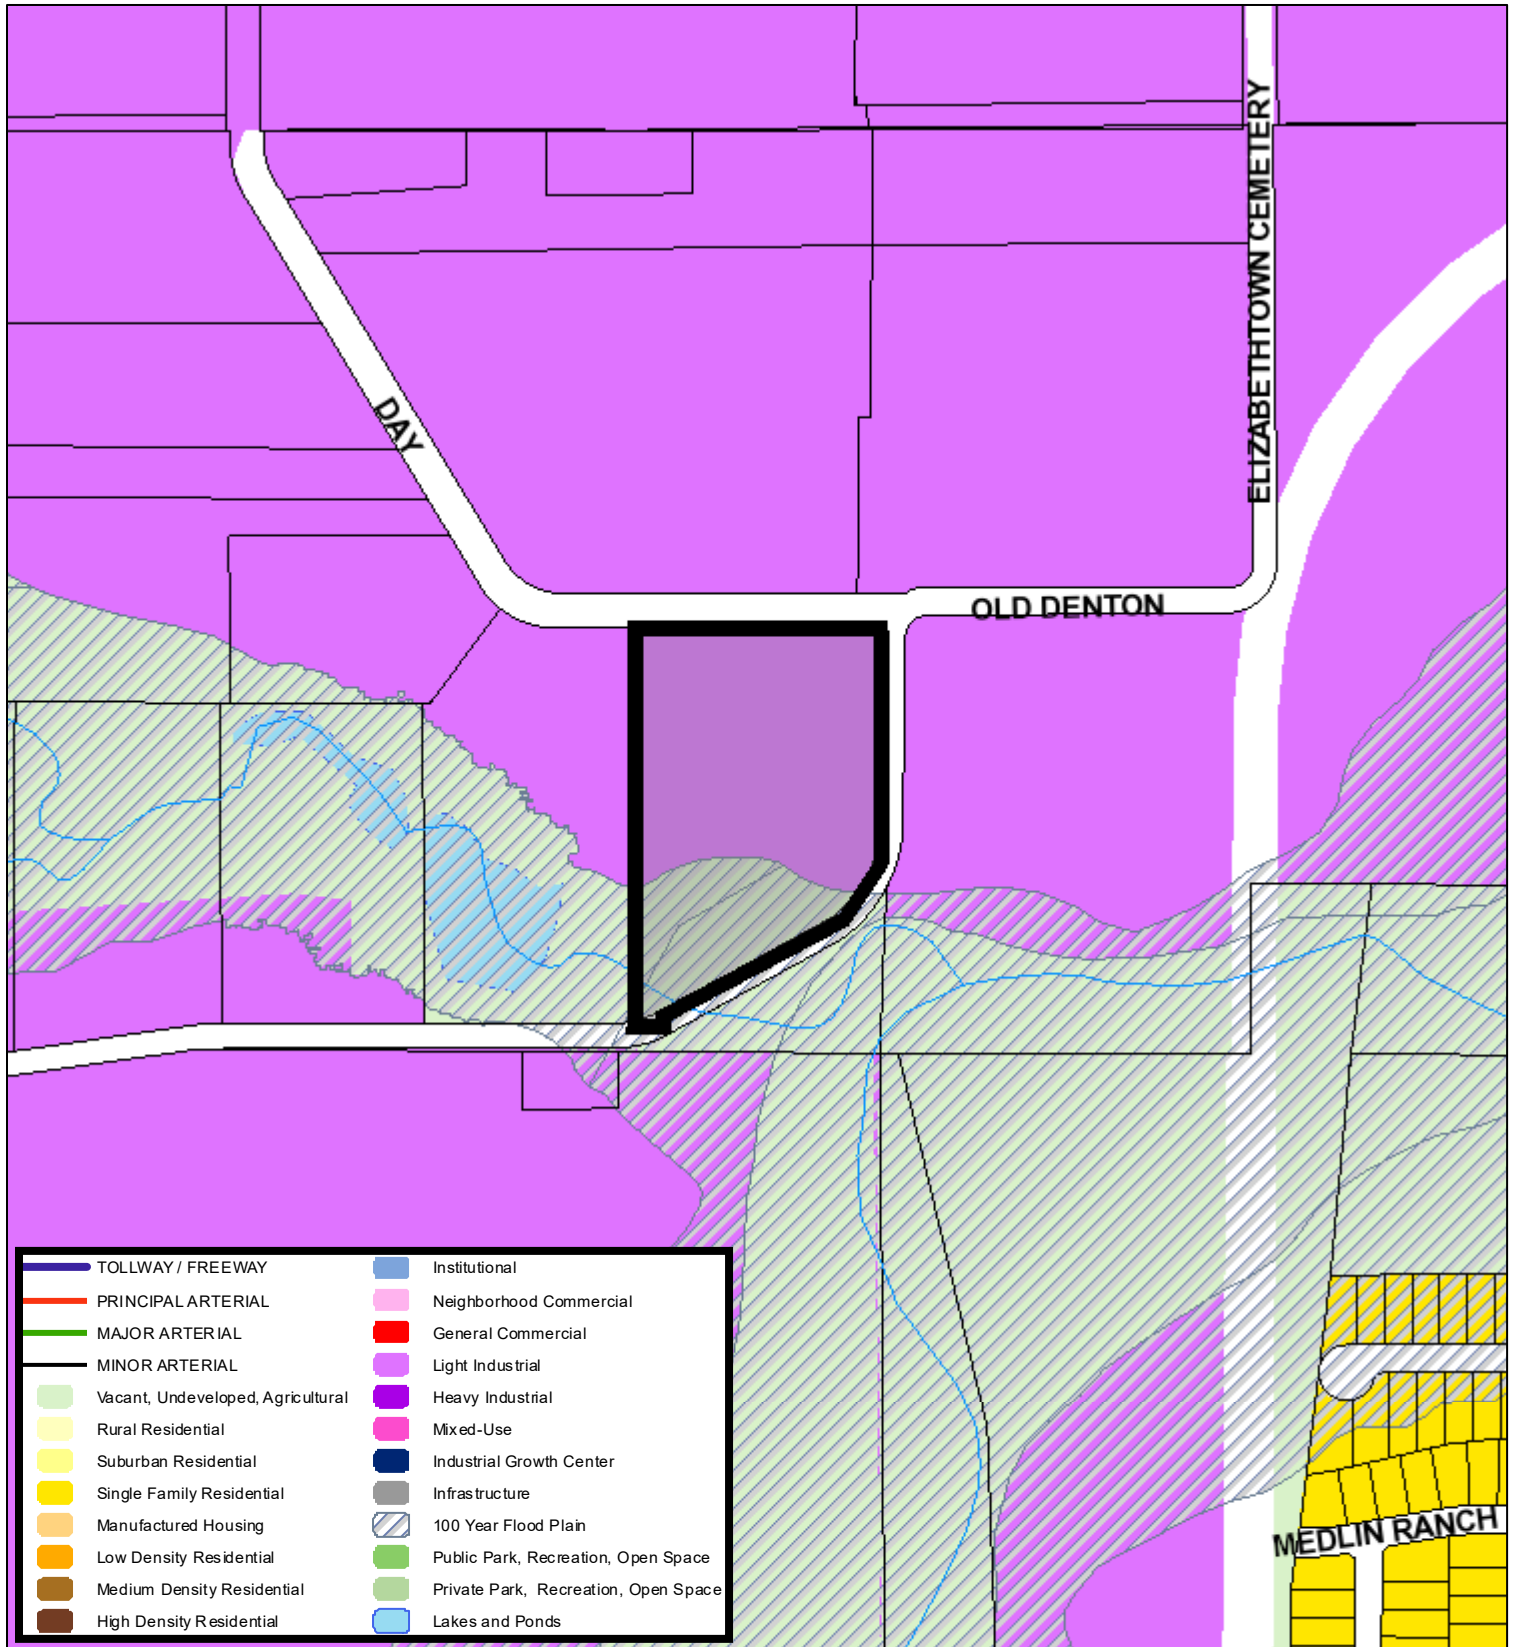 ELIZABETHTOWN CEMETERY
DAY
OLD DENTON
TOLLWAY / FREEWAY
PRINCIPAL ARTERIAL
MAJOR ARTERIAL
MINOR ARTERIAL
Vacant, Undeveloped, Agricultural
Rural Residential
Suburban Residential
Single Family Residential
Manufactured Housing
Low Density Residential
Medium Density Residential
High Density Residential
Institutional
Neighborhood Commercial
General Commercial
Light Industrial
Heavy Industrial
Mixed-Use
Industrial Growth Center
Infrastructure
100 Year Flood Plain
Public Park, Recreation, Open Space
Private Park, Recreation, Open Space
Lakes and Ponds
MEDLIN RANCH